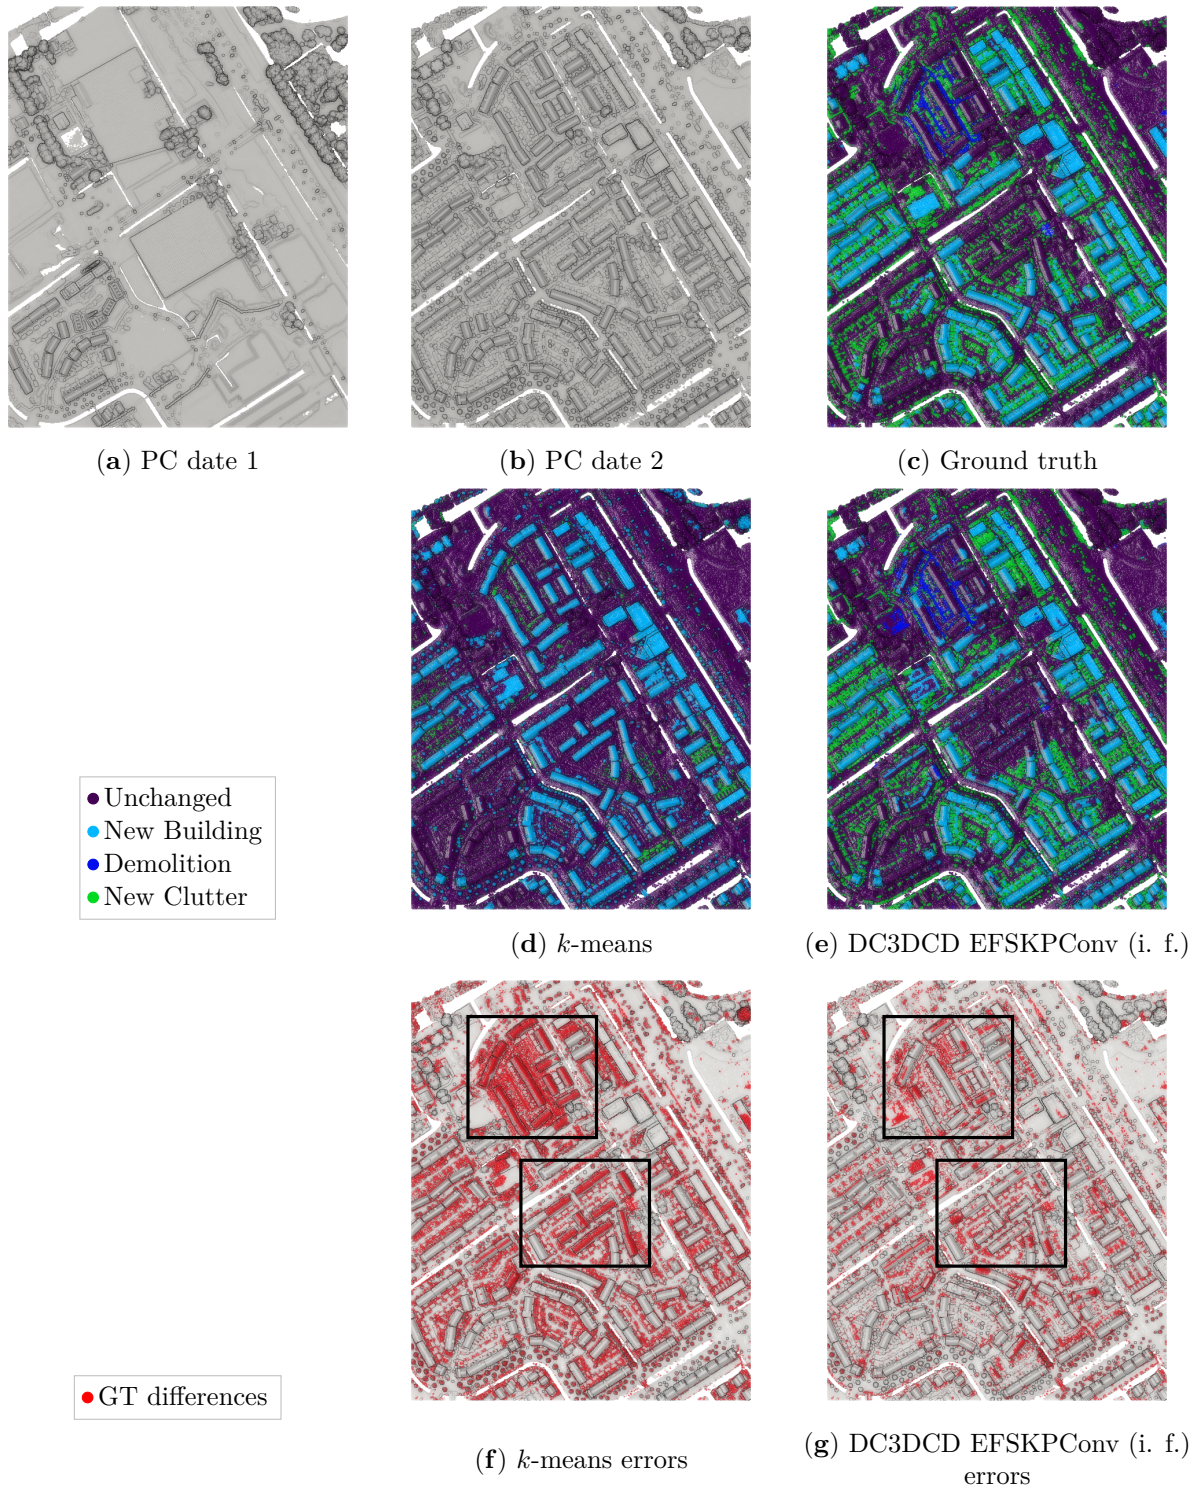 (a) PC date 1
(b) PC date 2
(c) Ground truth
Unchanged
New Building
Demolition
New Clutter
(d) k-means
(e) DC3DCD EFSKPConv (i. f.)
GT differences
(f) k-means errors
(g) DC3DCD EFSKPConv (i. f.)
errors